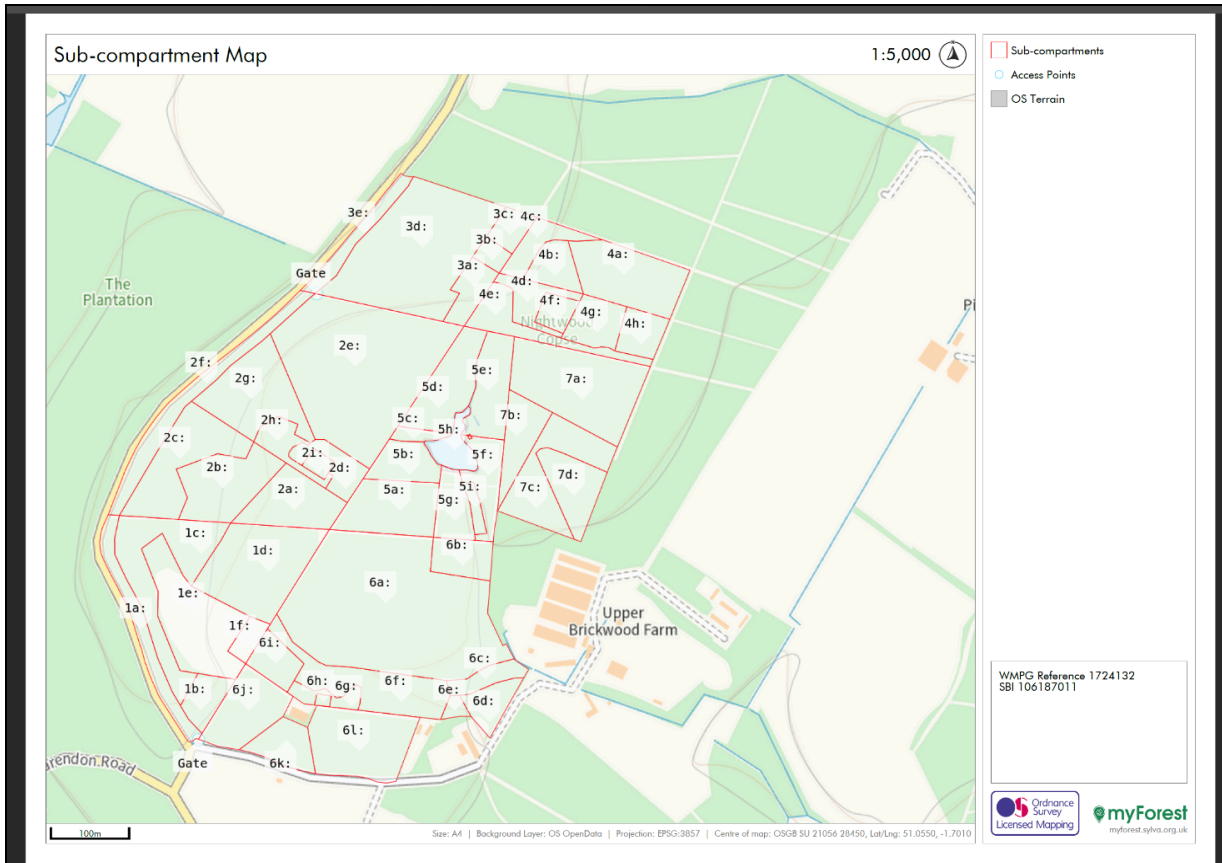 Sub-compartment Map
1:5,000
Sub-compartments
Access Points
OS Terrain
3e:
3d:
3c:
4c:
3b:
4b:
4a:
3a:
Gate
4d:
4e:
4f:
4g:
4h:
The
Plantation
Nightwood
Copse
2e:
2f:
2g:
5e:
5d:
7a:
2h:
5c:
7b:
5h:
2c:
2i:
2d:
2b:
5b:
5f:
7d:
2a:
5a:
5i:
5g:
7c:
1c:
1d:
6b:
6a:
1e:
1a:
1f:
6i:
Upper
Brickwood Farm
6c:
1b:
6j:
6h:
6g:
6f:
6e:
6d:
6l:
Gate
6k:
Pi
arendon Road
WMPG Reference 1724132
SBI 106187011
100m
Size: A4 | Background Layer: OS OpenData | Projection: EPSG:3857 | Centre of map: OSGB SU 21056 28450, Lat/Lng: 51.0550, -1.7010
Ordnance
Survey
Licensed Mapping
myForest
myforest.sylva.org.uk